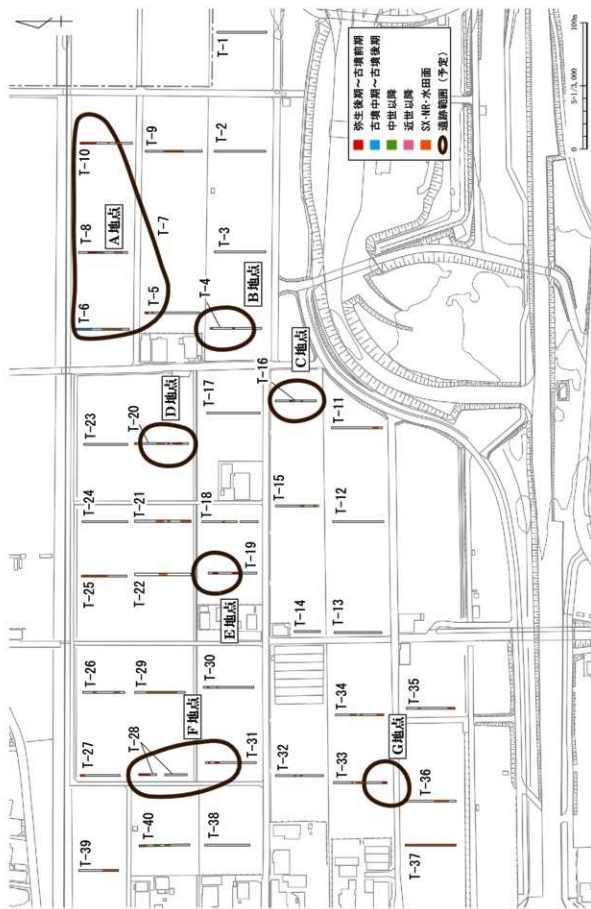 T-1
T-10
T-9
T-2
A地点
T-8
T-7
T-3
T-6
T-5
T-4
B地点
T-16
C地点
T-17
T-11
D地点
T-20
T-23
T-15
T-24
T-21
T-18
T-12
T-25
T-22
T-19
E地点
T-14
T-13
T-26
T-29
T-30
T-34
T-35
F地点
T-27
T-28
T-31
T-32
T-33
G地点
T-36
T-39
T-40
T-38
T-37
弥生後期～古墳前期
古墳中期～古墳後期
中世以降
近世以降
SX・NR・水田面
遺跡範囲（予定）
0
S=1/3,000
100m